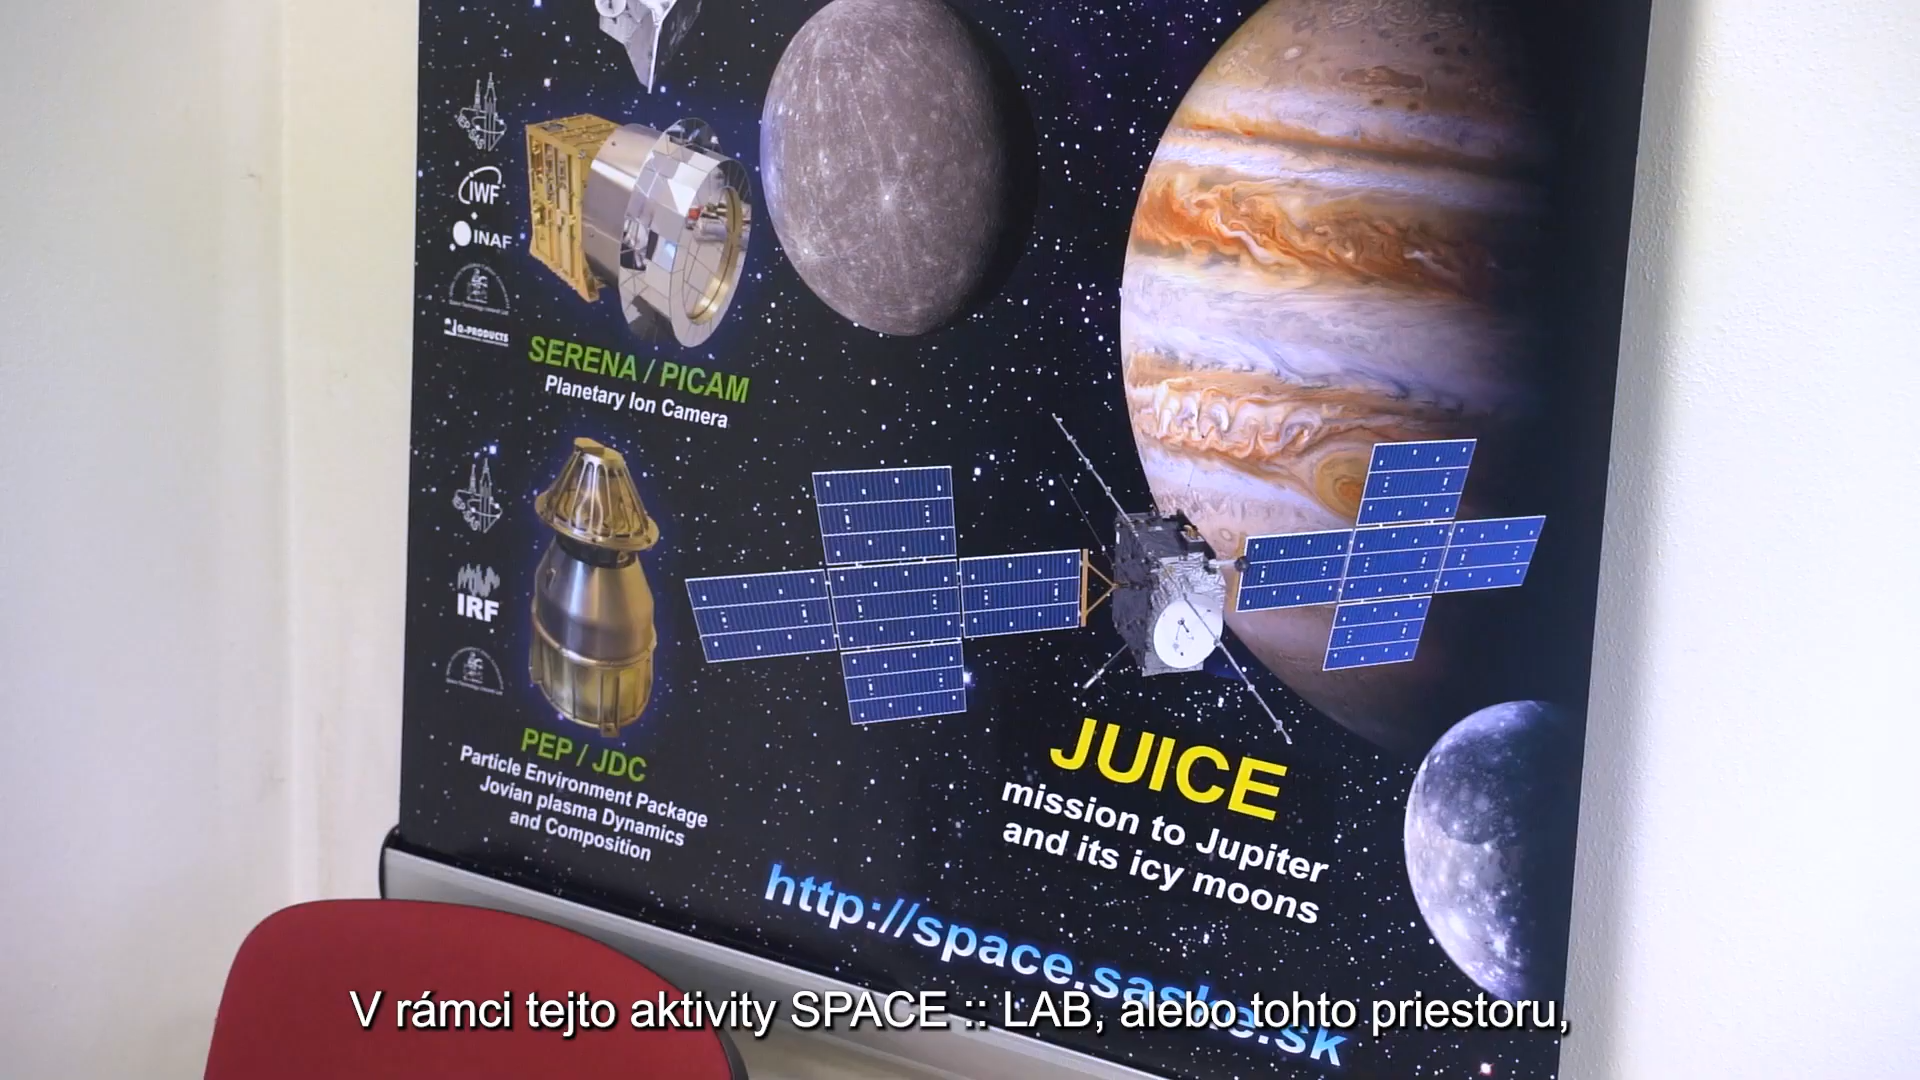 IEP-SAS
IWF
INAF
Q-PRODUCTS
SERENA / PICAM
Planetary Ion Camera
IRF
PEP / JDC
Particle Environment Package
Jovian plasma Dynamics
and Composition
JUICE
mission to Jupiter
and its icy moons
http://space.saske.sk
V rámci tejto aktivity SPACE :: LAB, alebo tohto priestoru,